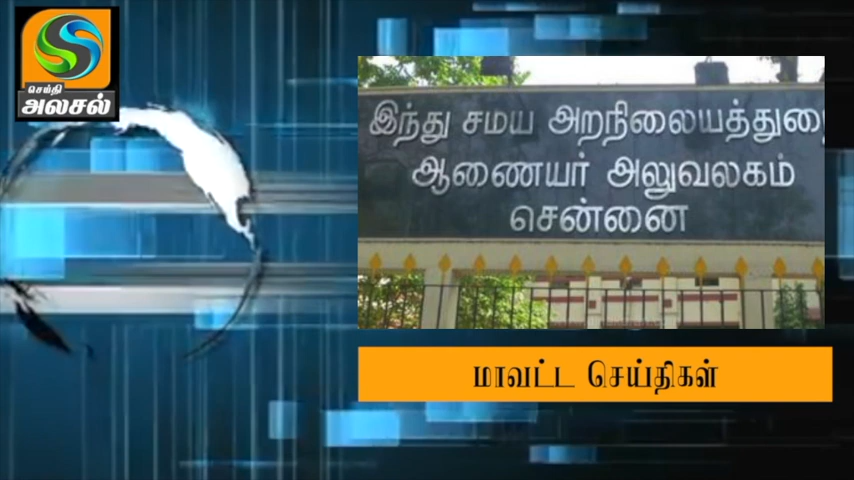 செய்தி
அலசல்
இந்து சமய அறநிலையத்துறை
ஆணையர் அலுவலகம்
சென்னை
மாவட்ட செய்திகள்